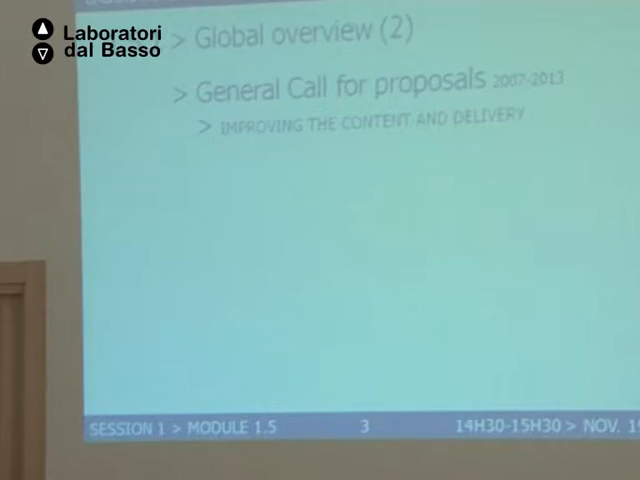 Laboratori
dal Basso
> Global overview (2)
> General Call for proposals 2007-2013
> IMPROVING THE CONTENT AND DELIVERY
SESSION 1 > MODULE 1.5
3
14H30-15H30 > NOV.